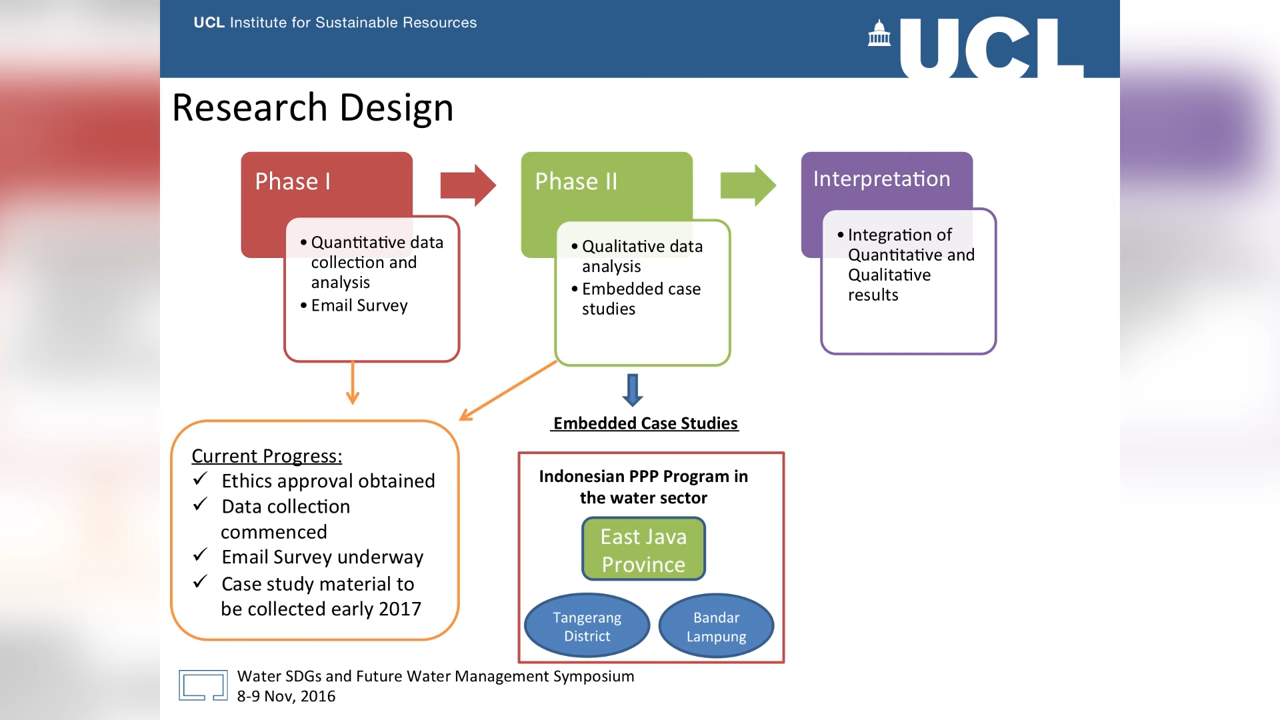 UCL Institute for Sustainable Resources
UCL
Research Design
Phase I
• Quantitative data
collection and
analysis
• Email Survey
Phase II
• Qualitative data
analysis
• Embedded case
studies
Interpretation
• Integration of
Quantitative and
Qualitative
results
Current Progress:
✓ Ethics approval obtained
✓ Data collection
commenced
✓ Email Survey underway
✓ Case study material to
be collected early 2017
Embedded Case Studies
Indonesian PPP Program in
the water sector
East Java
Province
Tangerang
District
Bandar
Lampung
Water SDGs and Future Water Management Symposium
8-9 Nov, 2016